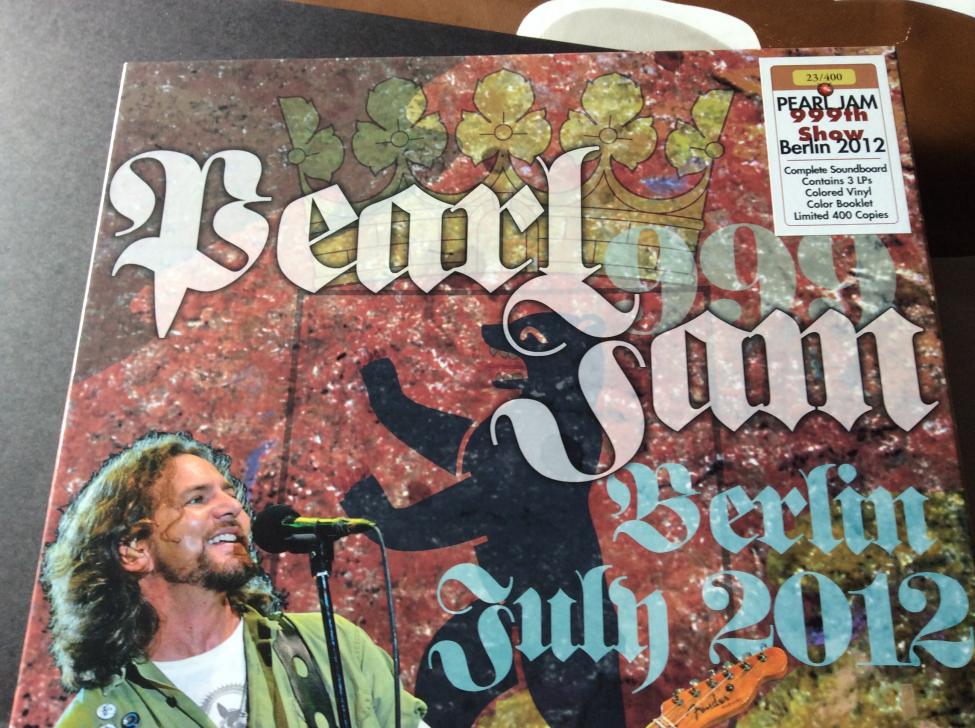 23/400
PEARL JAM
999th
Show
Berlin 2012
Complete Soundboard
Contains 3 LPs
Colored Vinyl
Color Booklet
Limited 400 Copies
Pearl
999
Jam
Berlin
July 2012
Fender